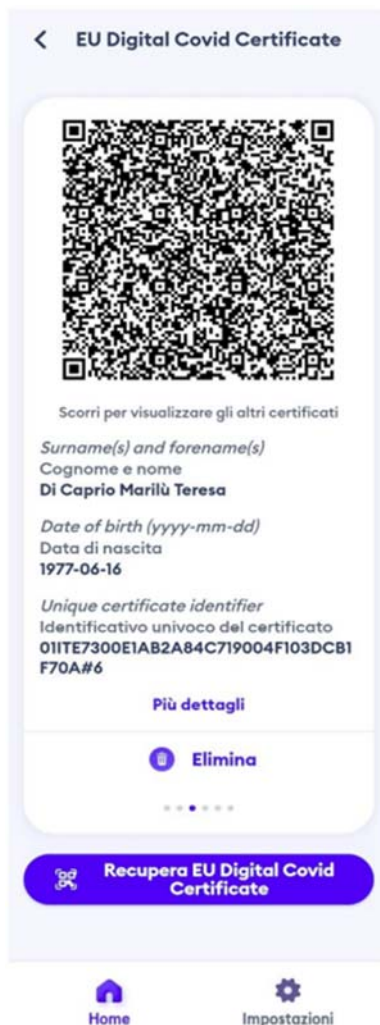 EU Digital Covid Certificate
Scorri per visualizzare gli altri certificati
Surname(s) and forename(s)
Cognome e nome
Di Caprio Marilù Teresa
Date of birth (yyyy-mm-dd)
Data di nascita
1977-06-16
Unique certificate identifier
Identificativo univoco del certificato
01ITE7300E1AB2A84C719004F103DCB1
F70A#6
Più dettagli
Elimina
Recupera EU Digital Covid
Certificate
Home
Impostazioni